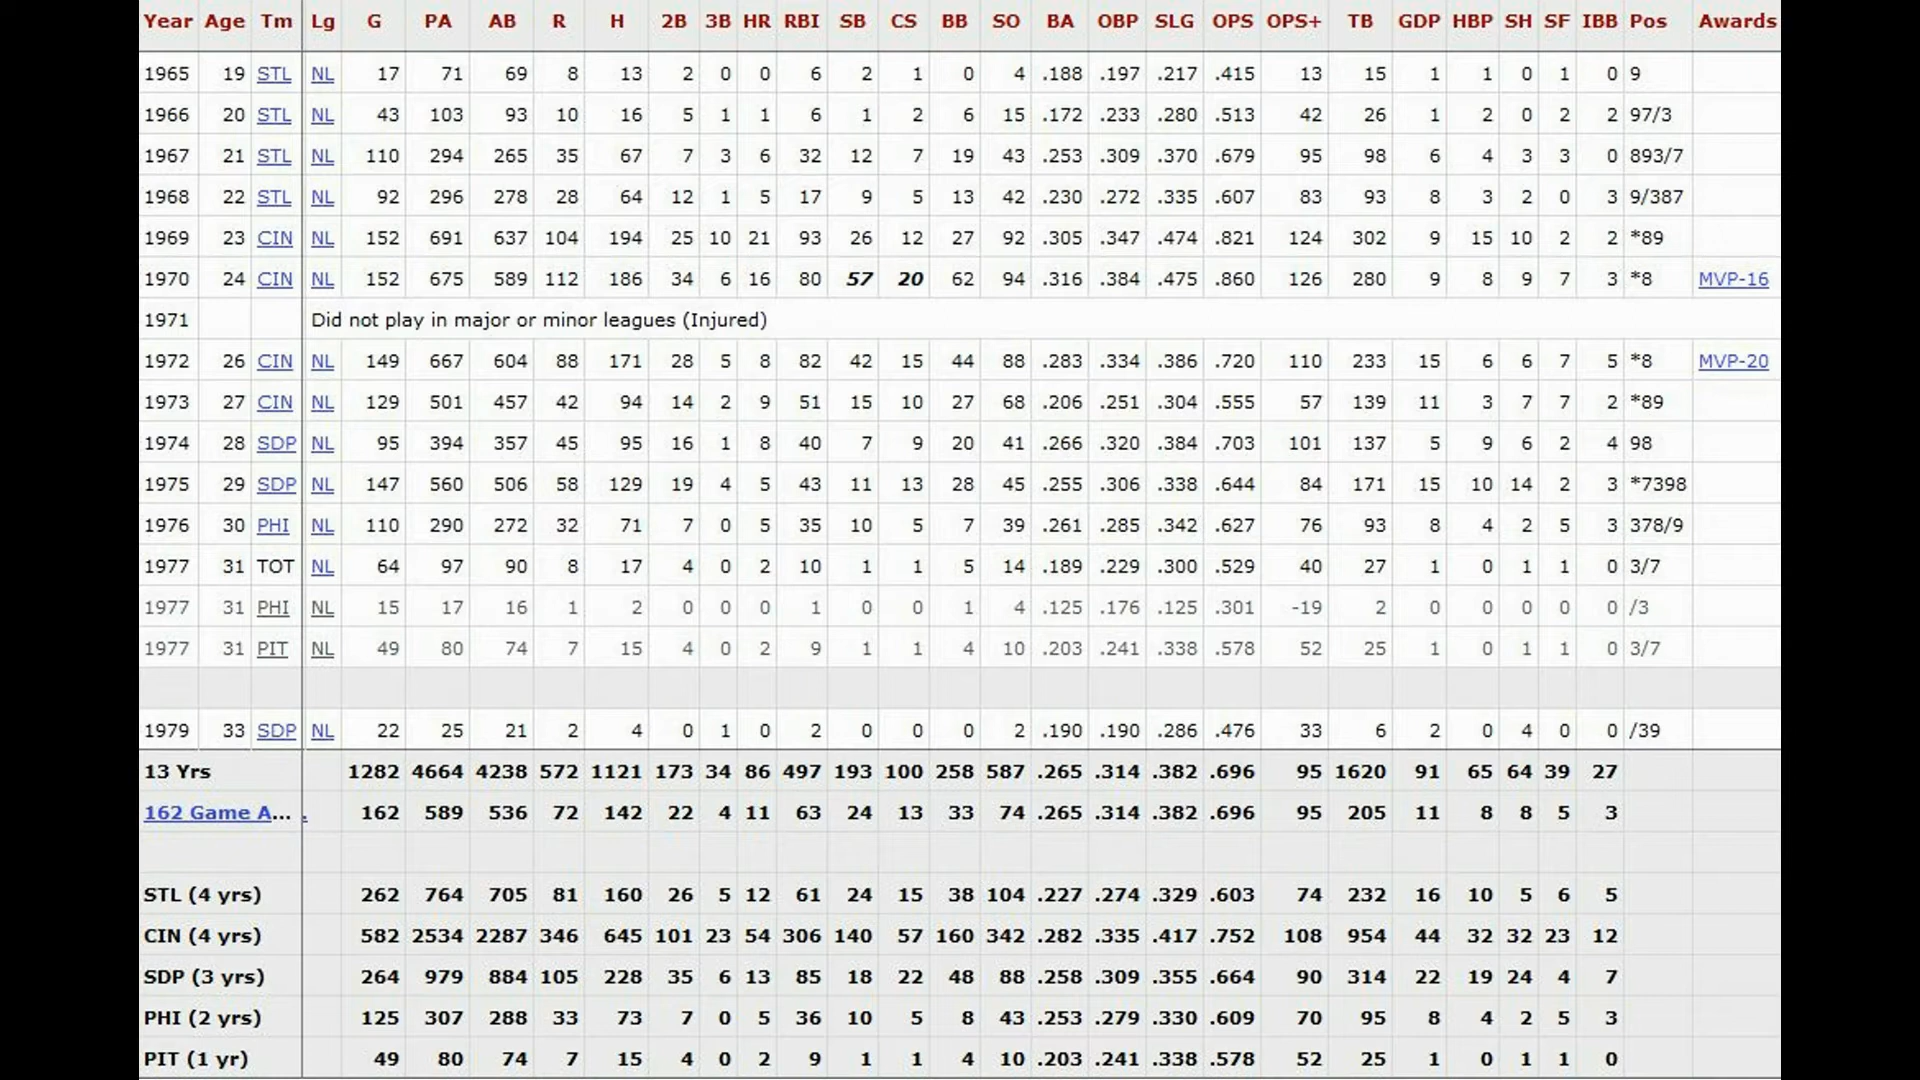 Year Age Tm Lg G PA AB R H 2B 3B HR RBI SB CS BB SO BA OBP SLG OPS OPS+ TB GDP HBP SH SF IBB Pos Awards
1965 19 STL NL 17 71 69 8 13 2 0 0 6 2 1 0 4 .188 .197 .217 .415 13 15 1 1 0 1 0 9
1966 20 STL NL 43 103 93 10 16 5 1 1 6 1 2 6 15 .172 .233 .280 .513 42 26 1 2 0 2 2 97/3
1967 21 STL NL 110 294 265 35 67 7 3 6 32 12 7 19 43 .253 .309 .370 .679 95 98 6 4 3 3 0 893/7
1968 22 STL NL 92 296 278 28 64 12 1 5 17 9 5 13 42 .230 .272 .335 .607 83 93 8 3 2 0 3 9/387
1969 23 CIN NL 152 691 637 104 194 25 10 21 93 26 12 27 92 .305 .347 .474 .821 124 302 9 15 10 2 2 *89
1970 24 CIN NL 152 675 589 112 186 34 6 16 80 57 20 62 94 .316 .384 .475 .860 126 280 9 8 9 7 3 *8 MVP-16
1971 Did not play in major or minor leagues (Injured)
1972 26 CIN NL 149 667 604 88 171 28 5 8 82 42 15 44 88 .283 .334 .386 .720 110 233 15 6 6 7 5 *8 MVP-20
1973 27 CIN NL 129 501 457 42 94 14 2 9 51 15 10 27 68 .206 .251 .304 .555 57 139 11 3 7 7 2 *89
1974 28 SDP NL 95 394 357 45 95 16 1 8 40 7 9 20 41 .266 .320 .384 .703 101 137 5 9 6 2 4 98
1975 29 SDP NL 147 560 506 58 129 19 4 5 43 11 13 28 45 .255 .306 .338 .644 84 171 15 10 14 2 3 *7398
1976 30 PHI NL 110 290 272 32 71 7 0 5 35 10 5 7 39 .261 .285 .342 .627 76 93 8 4 2 5 3 378/9
1977 31 TOT NL 64 97 90 8 17 4 0 2 10 1 1 5 14 .189 .229 .300 .529 40 27 1 0 1 1 0 3/7
1977 31 PHI NL 15 17 16 1 2 0 0 0 1 0 0 1 4 .125 .176 .125 .301 -19 2 0 0 0 0 0 /3
1977 31 PIT NL 49 80 74 7 15 4 0 2 9 1 1 4 10 .203 .241 .338 .578 52 25 1 0 1 1 0 3/7
1979 33 SDP NL 22 25 21 2 4 0 1 0 2 0 0 0 2 .190 .190 .286 .476 33 6 2 0 4 0 0 /39
13 Yrs 1282 4664 4238 572 1121 173 34 86 497 193 100 258 587 .265 .314 .382 .696 95 1620 91 65 64 39 27
162 Game A... . 162 589 536 72 142 22 4 11 63 24 13 33 74 .265 .314 .382 .696 95 205 11 8 8 5 3
STL (4 yrs) 262 764 705 81 160 26 5 12 61 24 15 38 104 .227 .274 .329 .603 74 232 16 10 5 6 5
CIN (4 yrs) 582 2534 2287 346 645 101 23 54 306 140 57 160 342 .282 .335 .417 .752 108 954 44 32 32 23 12
SDP (3 yrs) 264 979 884 105 228 35 6 13 85 18 22 48 88 .258 .309 .355 .664 90 314 22 19 24 4 7
PHI (2 yrs) 125 307 288 33 73 7 0 5 36 10 5 8 43 .253 .279 .330 .609 70 95 8 4 2 5 3
PIT (1 yr) 49 80 74 7 15 4 0 2 9 1 1 4 10 .203 .241 .338 .578 52 25 1 0 1 1 0